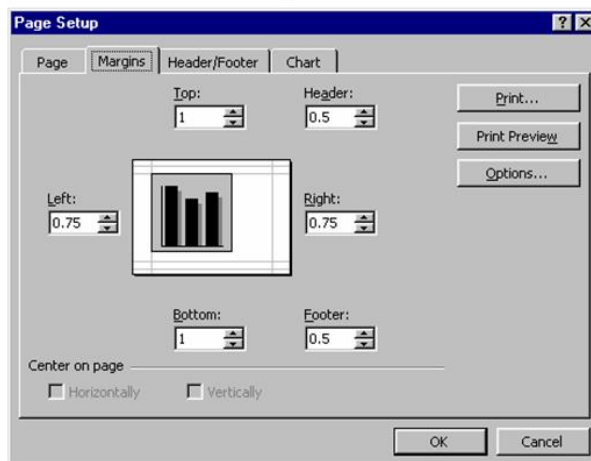 Page Setup
Page Margins Header/Footer Chart
Top: Header:
1 0.5
Print...
Print Preview
Options...
Left: Right:
0.75 0.75
Bottom: Footer:
1 0.5
Center on page
Horizontally Vertically
OK Cancel